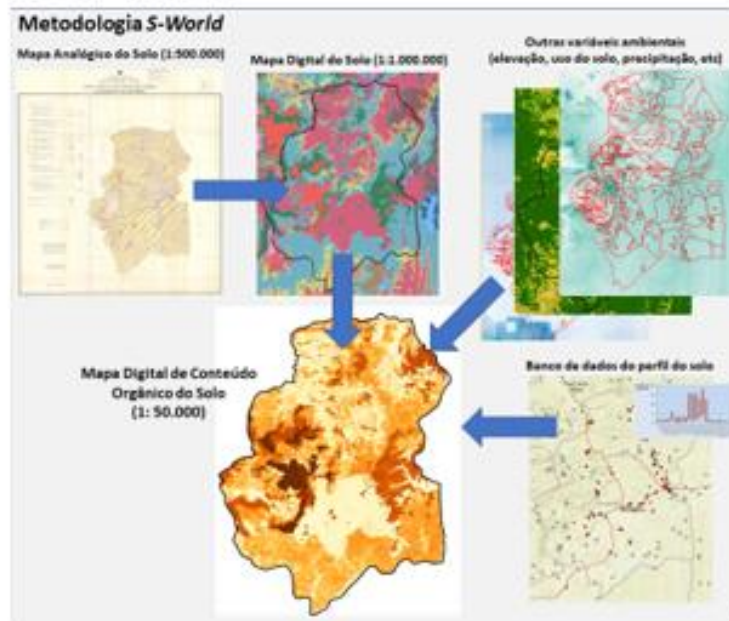 Metodologia S-World
Mapa Analógico do Solo (1:500.000)
Mapa Digital do Solo (1:1.000.000)
Outras variáveis ambientais
(elevação, uso do solo, precipitação, etc)
Mapa Digital de Conteúdo
Orgânico do Solo
(1: 50.000)
Banco de dados do perfil do solo